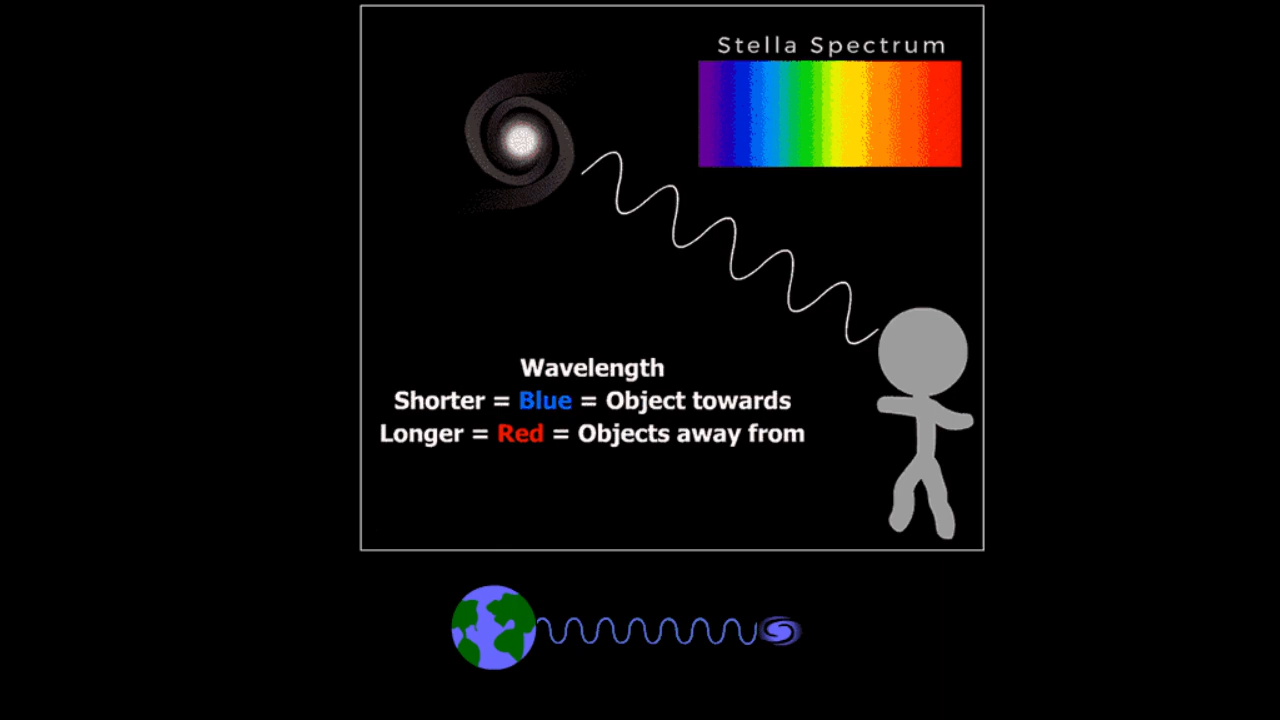 Stella Spectrum
Wavelength
Shorter = Blue = Object towards
Longer = Red = Objects away from